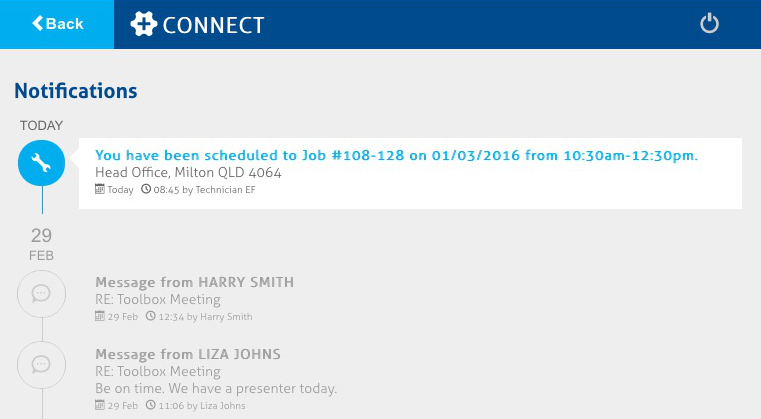 Back
CONNECT
Notifications
TODAY
You have been scheduled to Job #108-128 on 01/03/2016 from 10:30am-12:30pm.
Head Office, Milton QLD 4064
Today 08:45 by Technician EF
29
FEB
Message from HARRY SMITH
RE: Toolbox Meeting
29 Feb 12:34 by Harry Smith
Message from LIZA JOHNS
RE: Toolbox Meeting
Be on time. We have a presenter today.
29 Feb 11:06 by Liza Johns